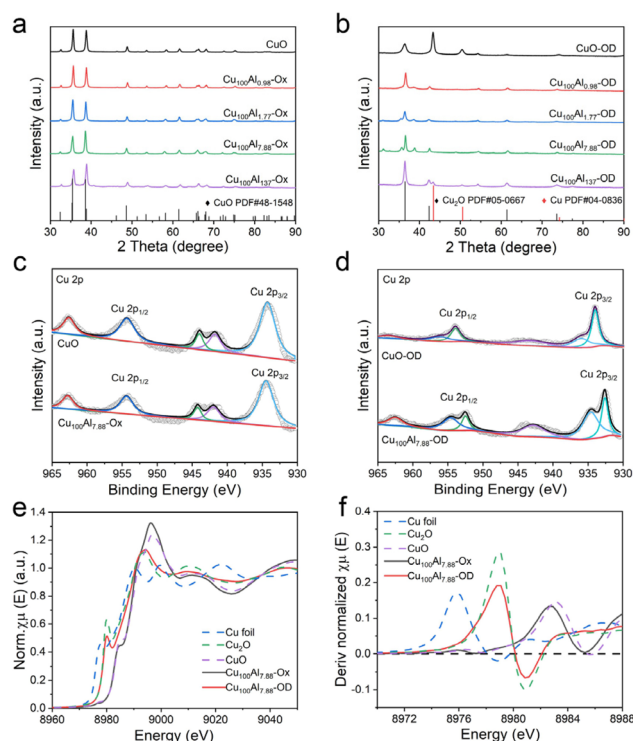 a
CuO
Cu100Al0.98-Ox
Cu100Al1.77-Ox
Cu100Al7.88-Ox
Cu100Al137-Ox
♦ CuO PDF#48-1548
Intensity (a.u.)
30 40 50 60 70 80 90
2 Theta (degree)
b
CuO-OD
Cu100Al0.98-OD
Cu100Al1.77-OD
Cu100Al7.88-OD
Cu100Al137-OD
♦ Cu2O PDF#05-0667 ♦ Cu PDF#04-0836
Intensity (a.u.)
30 40 50 60 70 80 90
2 Theta (degree)
c
Cu 2p
Cu 2p3/2
Cu 2p1/2
CuO
Cu 2p3/2
Cu 2p1/2
Cu100Al7.88-Ox
Intensity (a.u.)
965 960 955 950 945 940 935 930
Binding Energy (eV)
d
Cu 2p
Cu 2p3/2
Cu 2p1/2
CuO-OD
Cu 2p3/2
Cu 2p1/2
Cu100Al7.88-OD
Intensity (a.u.)
965 960 955 950 945 940 935 930
Binding Energy (eV)
e
1.4
1.2
1.0
0.8
0.6
0.4
0.2
0.0
Norm.χμ (E) (a.u.)
Cu foil
Cu2O
CuO
Cu100Al7.88-Ox
Cu100Al7.88-OD
8960 8980 9000 9020 9040
Energy (eV)
f
Cu foil
Cu2O
CuO
Cu100Al7.88-Ox
Cu100Al7.88-OD
0.4
0.3
0.2
0.1
0.0
-0.1
Deriv normalized χμ (E)
8972 8976 8980 8984 8988
Energy (eV)